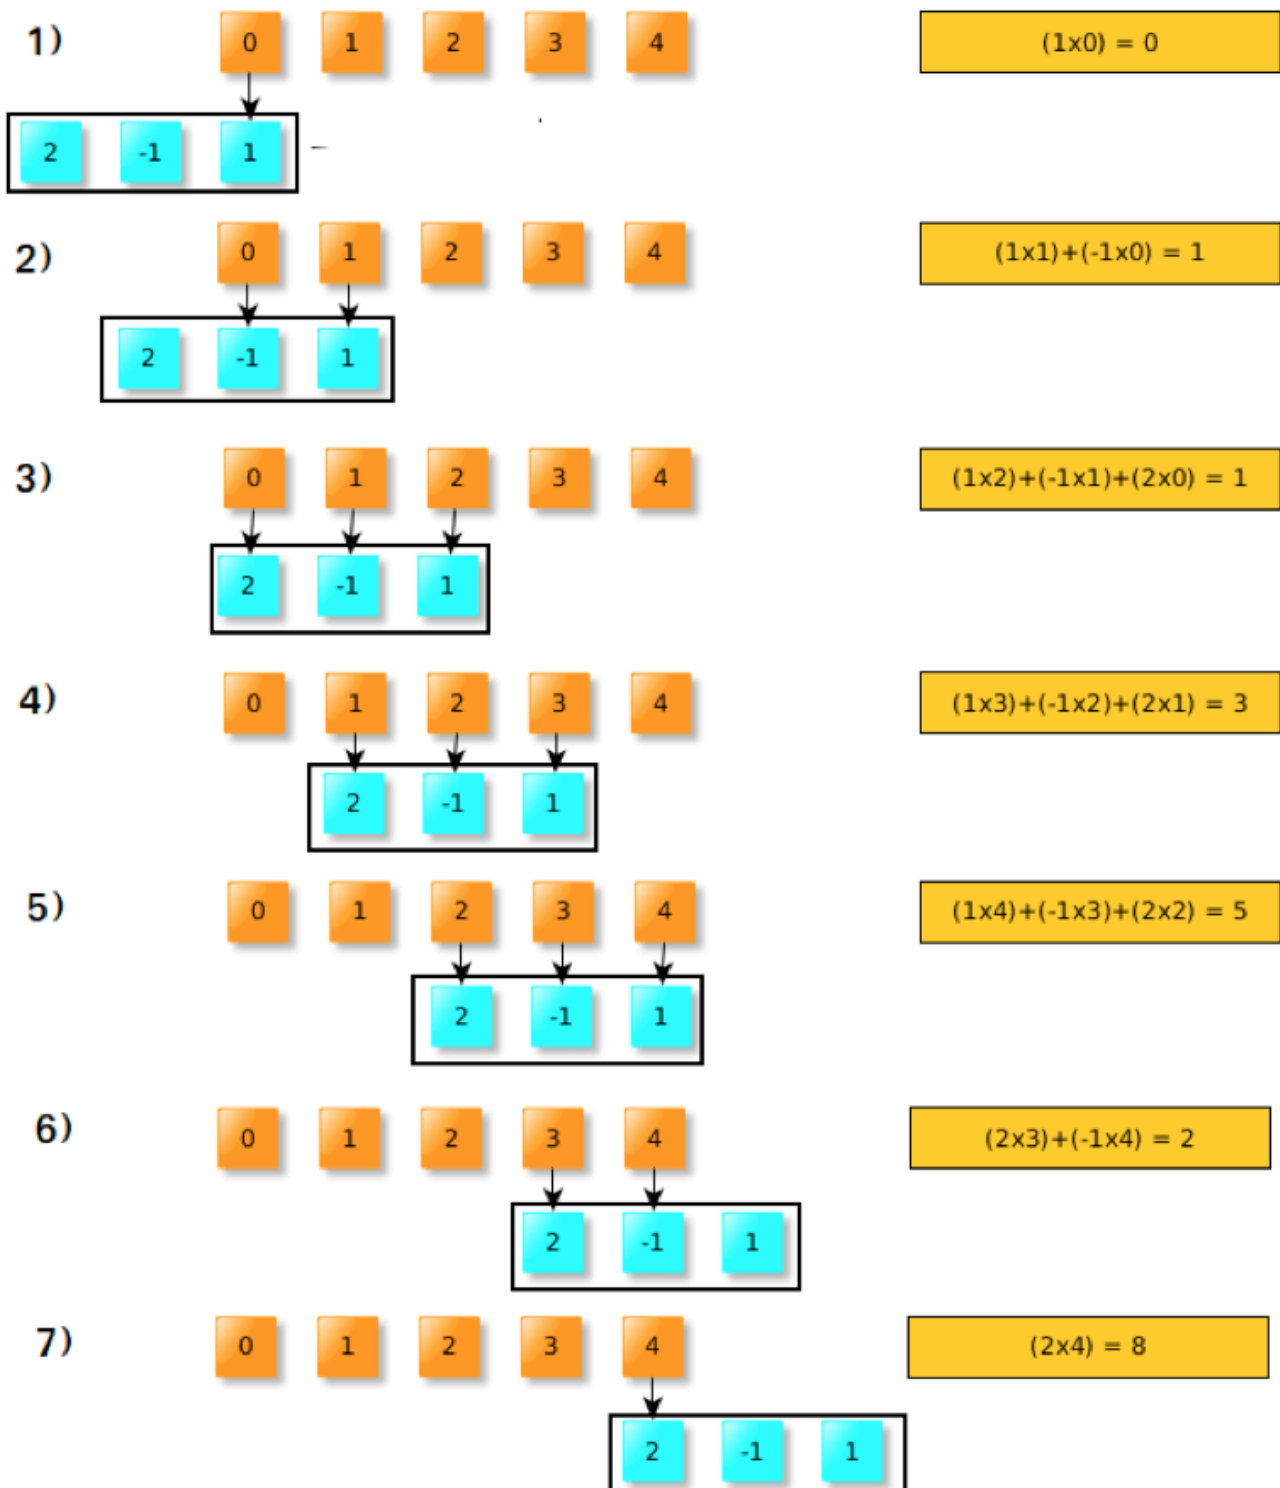 1) 0 1 2 3 4 (1x0) = 0
2 -1 1
2) 0 1 2 3 4 (1x1)+(-1x0) = 1
2 -1 1
3) 0 1 2 3 4 (1x2)+(-1x1)+(2x0) = 1
2 -1 1
4) 0 1 2 3 4 (1x3)+(-1x2)+(2x1) = 3
2 -1 1
5) 0 1 2 3 4 (1x4)+(-1x3)+(2x2) = 5
2 -1 1
6) 0 1 2 3 4 (2x3)+(-1x4) = 2
2 -1 1
7) 0 1 2 3 4 (2x4) = 8
2 -1 1